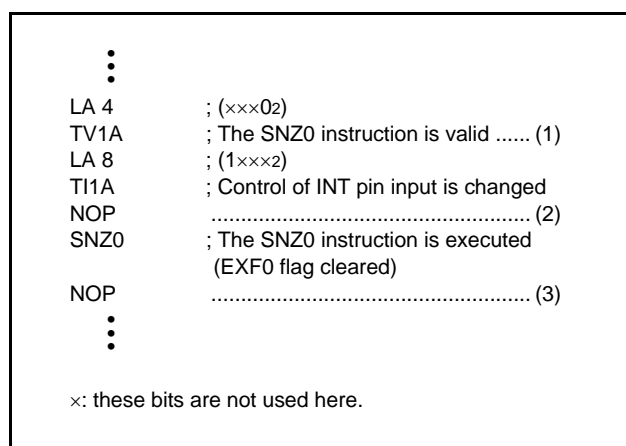 LA 4 ; (×××0₂)
TV1A ; The SNZ0 instruction is valid ...... (1)
LA 8 ; (1×××₂)
TI1A ; Control of INT pin input is changed
NOP ...................................................... (2)
SNZ0 ; The SNZ0 instruction is executed
(EXF0 flag cleared)
NOP ...................................................... (3)
×: these bits are not used here.